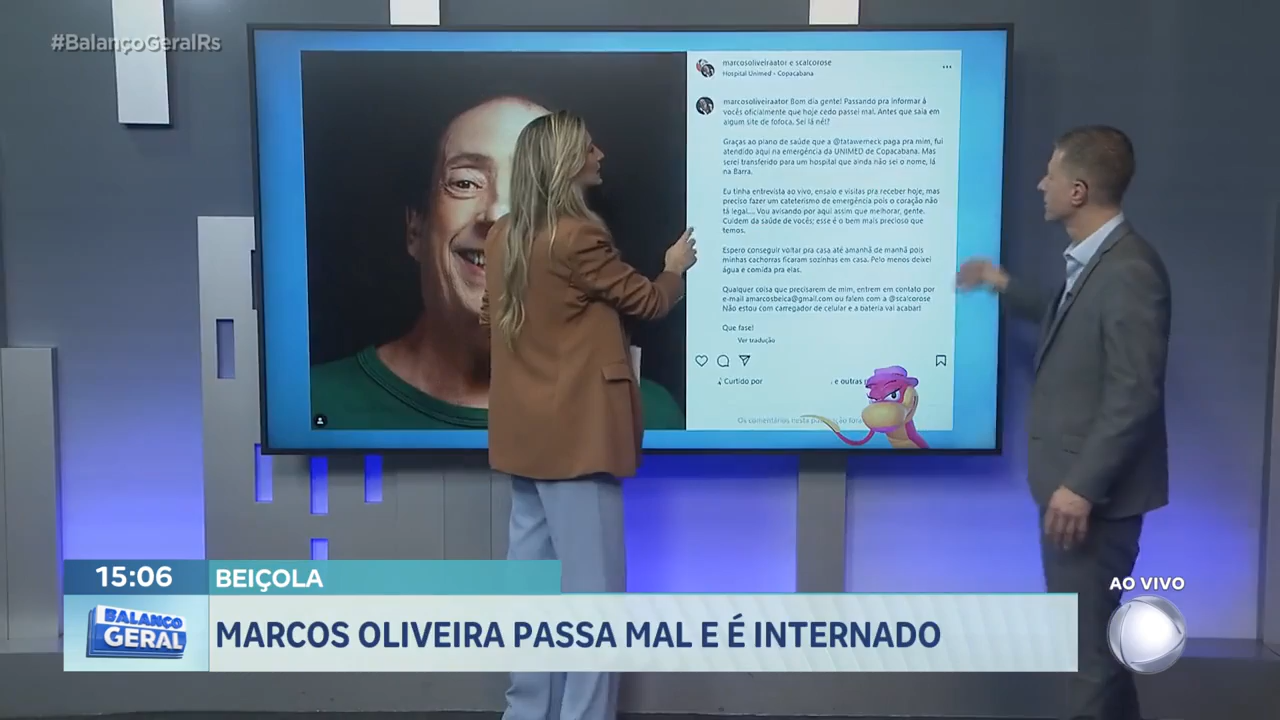 #BalançoGeralRs
marcosoliveiraator e scalcorose
Hospital Unimed - Copacabana
marcosoliveiraator Bom dia gente! Passando pra informar á
vocês oficialmente que hoje cedo passei mal. Antes que saia em
algum site de fofoca. Sei lá né!?
Graças ao plano de saúde que a @tatawerneck paga pra mim, fui
atendido aqui na emergência da UNIMED de Copacabana. Mas
serei transferido para um hospital que ainda não sei o nome, lá
na Barra.
Eu tinha entrevista ao vivo, ensaio e visitas pra receber hoje, mas
preciso fazer um cateterismo de emergência pois o coração não
tá legal.... Vou avisando por aqui assim que melhorar, gente.
Cuidem da saúde de vocês; esse é o bem mais precioso que
temos.
Espero conseguir voltar pra casa até amanhã de manhã pois
minhas cachorras ficaram sozinhas em casa. Pelo menos deixei
água e comida pra elas.
Qualquer coisa que precisarem de mim, entrem em contato por
e-mail amarcosbeica@gmail.com ou falem com a @scalcorose
Não estou com carregador de celular e a bateria vai acabar!
Que fase!
Ver tradução
Curtido por e outras
Os comentários nesta
15:06 BEIÇOLA
BALANÇO
GERAL
MARCOS OLIVEIRA PASSA MAL E É INTERNADO
AO VIVO